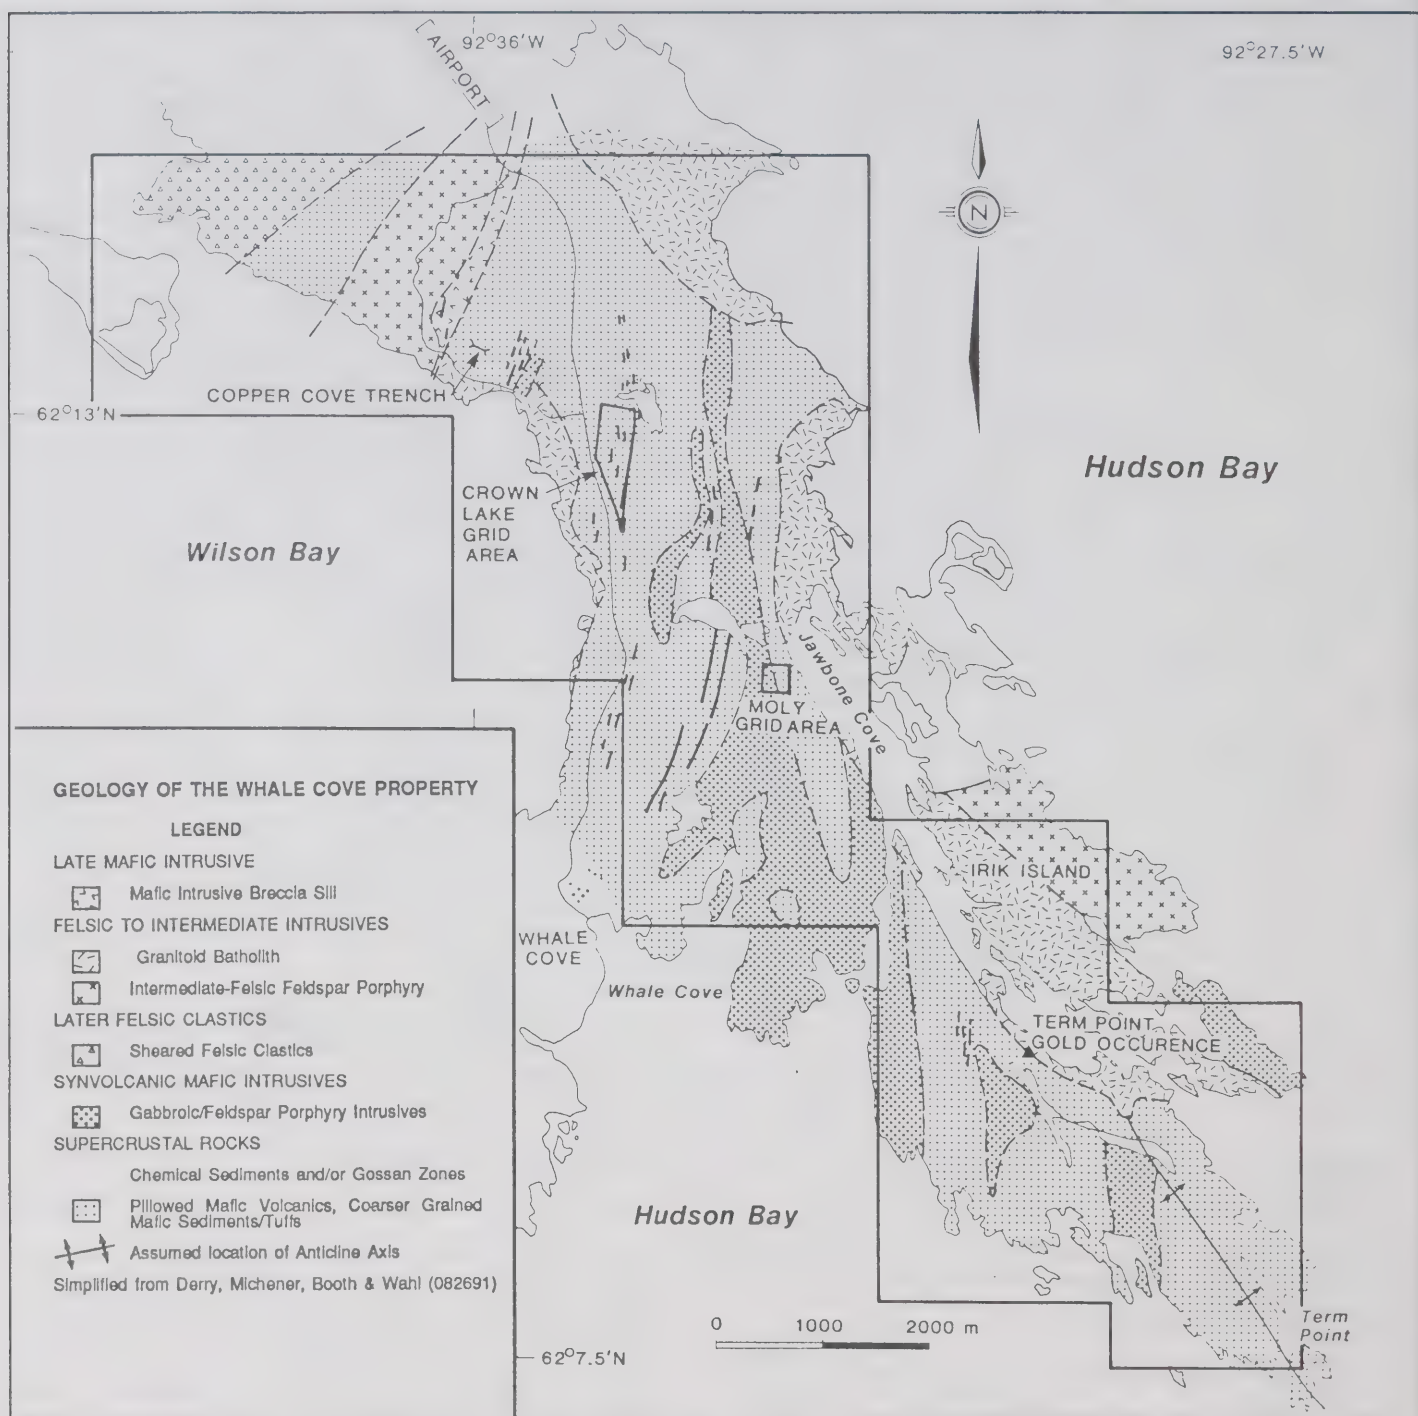 92°36'W
92°27.5'W
AIRPORT
N
COPPER COVE TRENCH
62°13'N
Hudson Bay
CROWN
LAKE
GRID
AREA
Wilson Bay
Jawbone Cove
MOLY
GRID AREA
GEOLOGY OF THE WHALE COVE PROPERTY
LEGEND
LATE MAFIC INTRUSIVE
Mafic Intrusive Breccia Sill
FELSIC TO INTERMEDIATE INTRUSIVES
Granitoid Batholith
Intermediate-Felsic Feldspar Porphyry
LATER FELSIC CLASTICS
Sheared Felsic Clastics
SYNVOLCANIC MAFIC INTRUSIVES
Gabbroic/Feldspar Porphyry Intrusives
SUPERCRUSTAL ROCKS
Chemical Sediments and/or Gossan Zones
Pillowed Mafic Volcanics, Coarser Grained
Mafic Sediments/Tuffs
Assumed location of Anticline Axis
Simplified from Derry, Michener, Booth & Wahl (082691)
IRIK ISLAND
WHALE
COVE
Whale Cove
TERM POINT
GOLD OCCURENCE
Hudson Bay
0 1000 2000 m
Term
Point
62°7.5'N